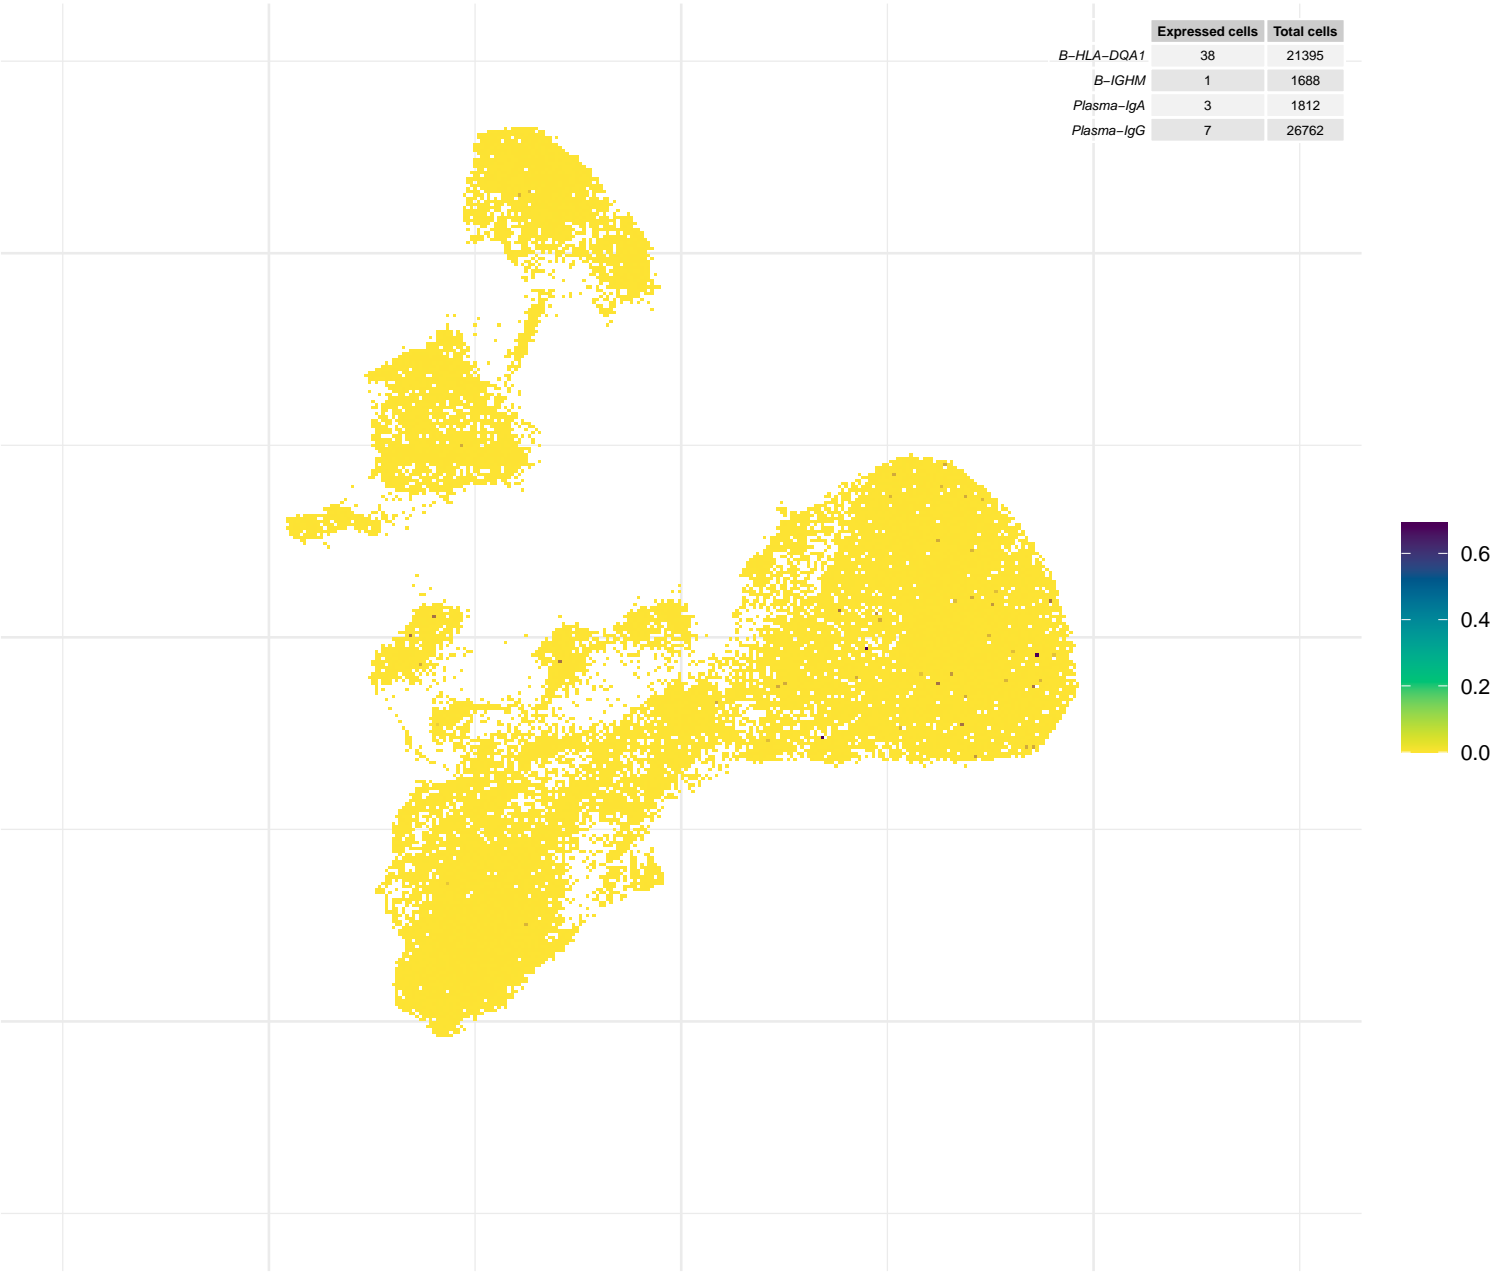 Expressed cells Total cells
B−HLA−DQA1 38 21395
B−IGHM 1 1688
Plasma−IgA 3 1812
Plasma−IgG 7 26762
0.6
0.4
0.2
0.0